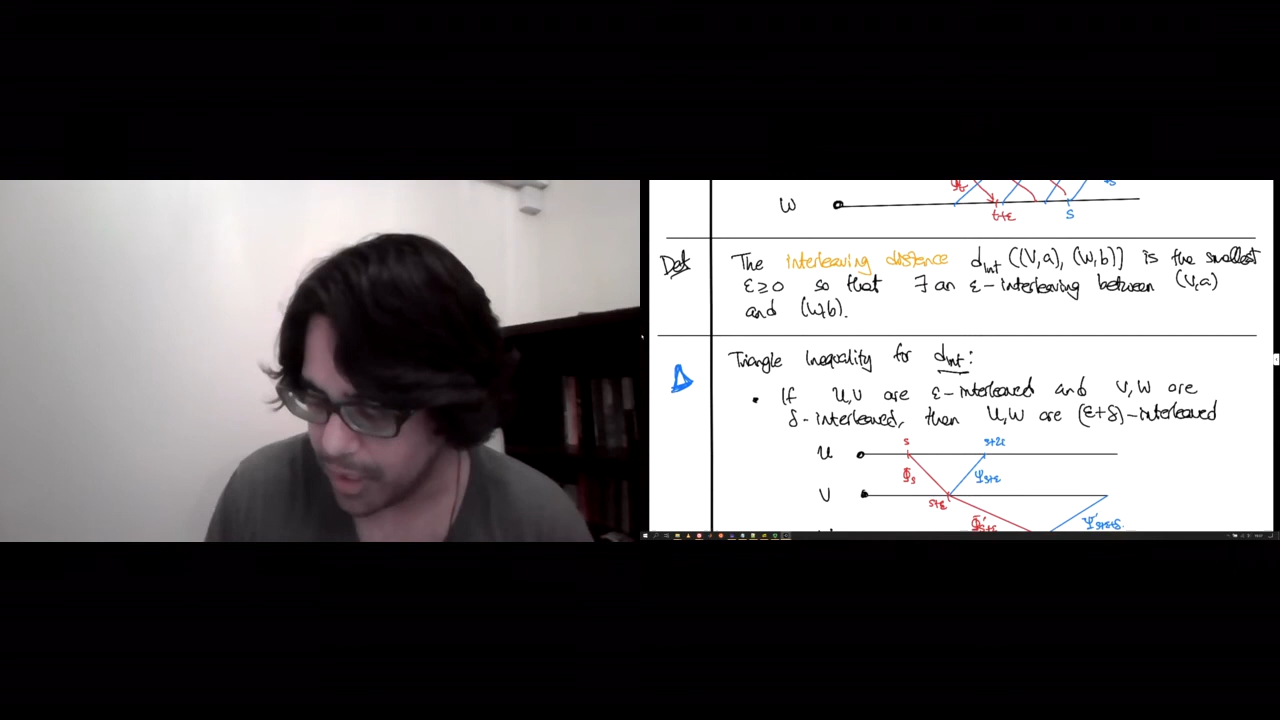 W
t+ε
s
Def The interleaving distance d_Int ((V,a), (W,b)) is the smallest
ε ≥ 0 so that ∃ an ε-interleaving between (V,a)
and (W,b).
Δ Triangle Inequality for d_Int:
• If U,V are ε-interleaved and V,W are
δ-interleaved, then U,W are (ε+δ)-interleaved
s s+2ε
U
Φ_s Ψ_s+ε
V
s+ε
Φ'_s+ε Ψ'_s+ε+δ